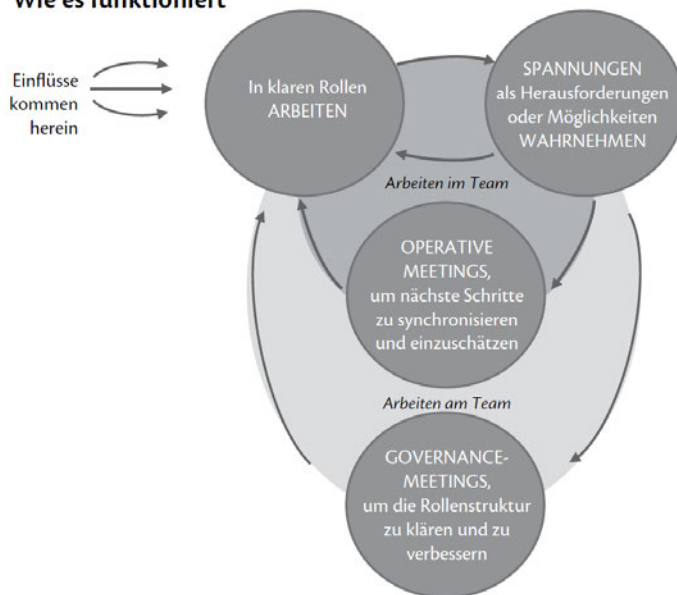 Wie es funktioniert
Einflüsse
kommen
herein
In klaren Rollen
ARBEITEN
SPANNUNGEN
als Herausforderungen
oder Möglichkeiten
WAHRNEHMEN
Arbeiten im Team
OPERATIVE
MEETINGS,
um nächste Schritte
zu synchronisieren
und einzuschätzen
Arbeiten am Team
GOVERNANCE-
MEETINGS,
um die Rollenstruktur
zu klären und zu
verbessern